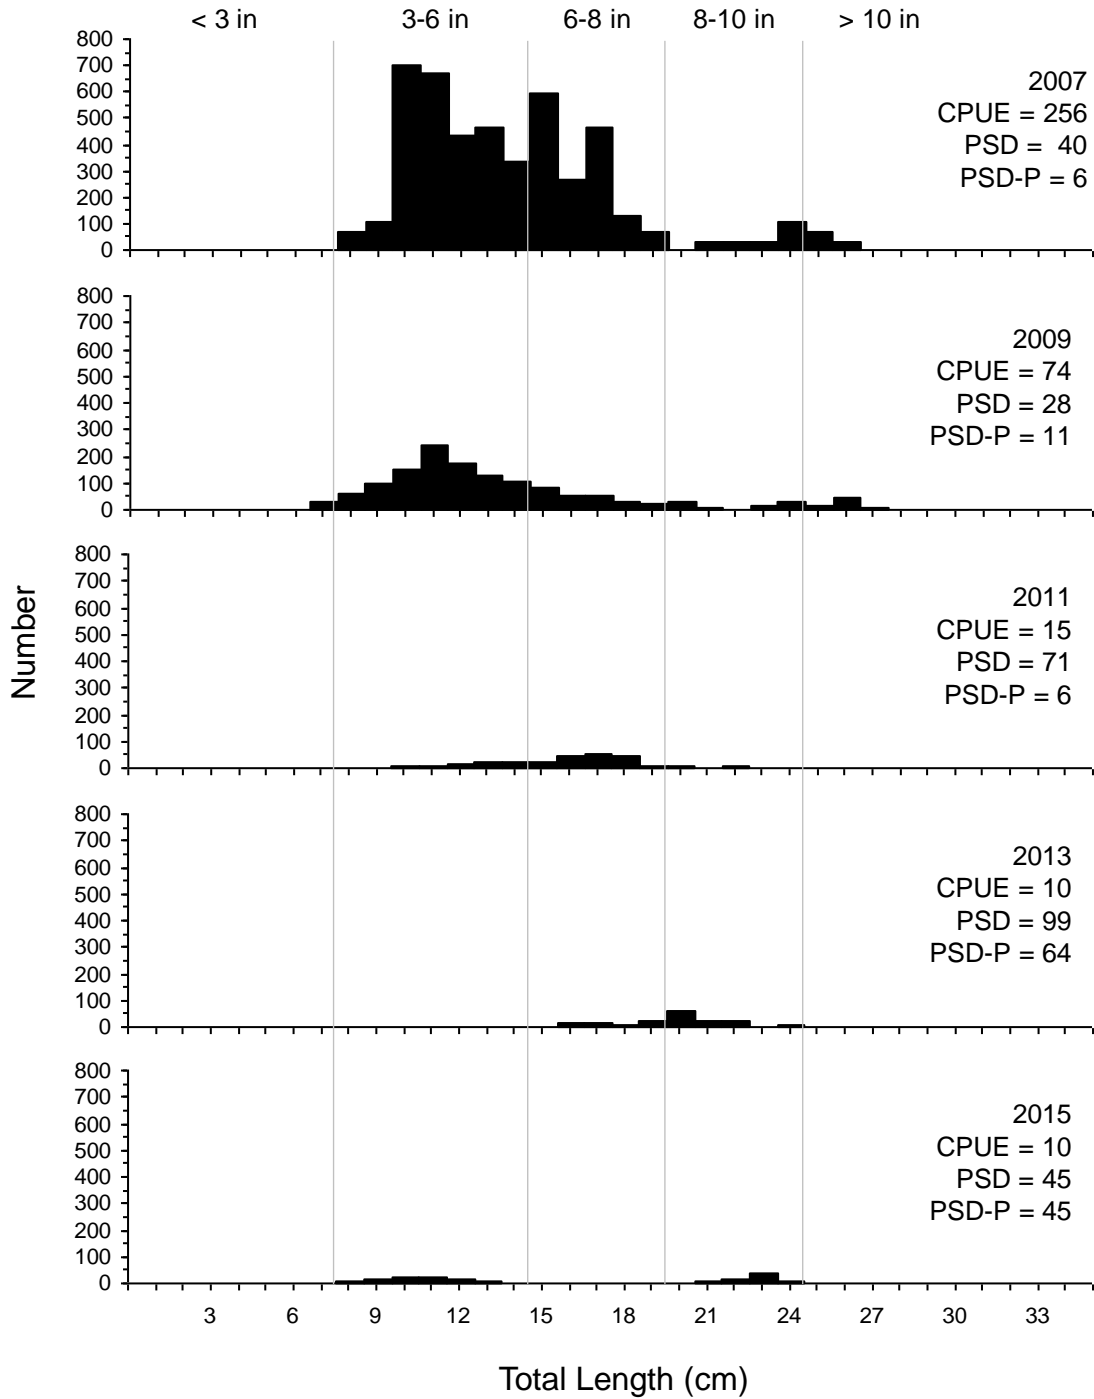 < 3 in 3-6 in 6-8 in 8-10 in > 10 in
800
700
600
500
400
300
200
100
0
2007
CPUE = 256
PSD = 40
PSD-P = 6
800
700
600
500
400
300
200
100
0
2009
CPUE = 74
PSD = 28
PSD-P = 11
800
700
600
500
400
300
200
100
0
2011
CPUE = 15
PSD = 71
PSD-P = 6
Number
800
700
600
500
400
300
200
100
0
2013
CPUE = 10
PSD = 99
PSD-P = 64
800
700
600
500
400
300
200
100
0
2015
CPUE = 10
PSD = 45
PSD-P = 45
3 6 9 12 15 18 21 24 27 30 33
Total Length (cm)